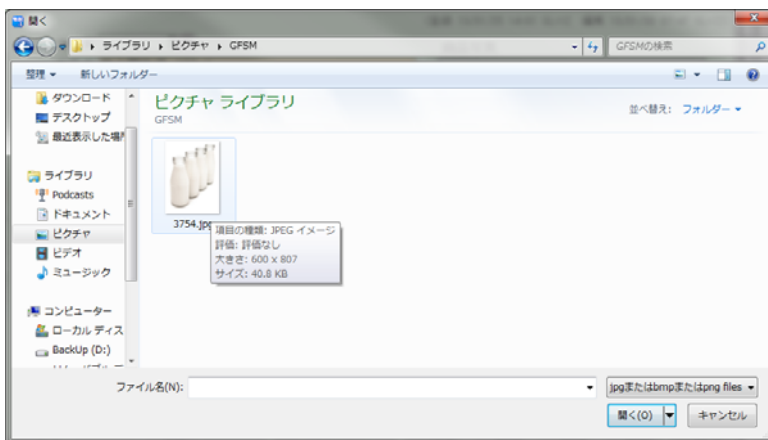 開く
ライブラリ ▸ ピクチャ ▸ GFSM
GFSMの検索
整理
新しいフォルダー
ダウンロード
デスクトップ
最近表示した場所
ライブラリ
Podcasts
ドキュメント
ピクチャ
ビデオ
ミュージック
コンピューター
ローカル ディス
BackUp (D:)
ピクチャ ライブラリ
GFSM
並べ替え: フォルダー
3754.jpg
項目の種類: JPEG イメージ
評価: 評価なし
大きさ: 600 x 807
サイズ: 40.8 KB
ファイル名(N):
jpgまたはbmpまたはpng files
開く(O)
キャンセル